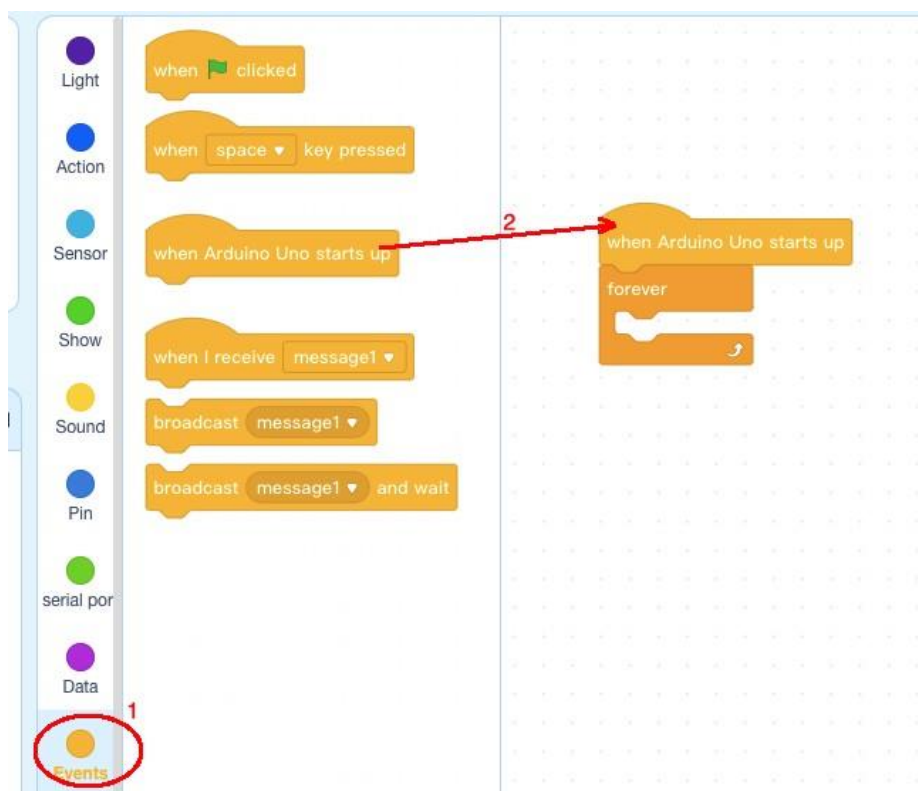 Light
Action
Sensor
Show
Sound
Pin
serial por
Data
1
Events
when clicked
when space key pressed
when Arduino Uno starts up
when I receive message1
broadcast message1
broadcast message1 and wait
2
when Arduino Uno starts up
forever